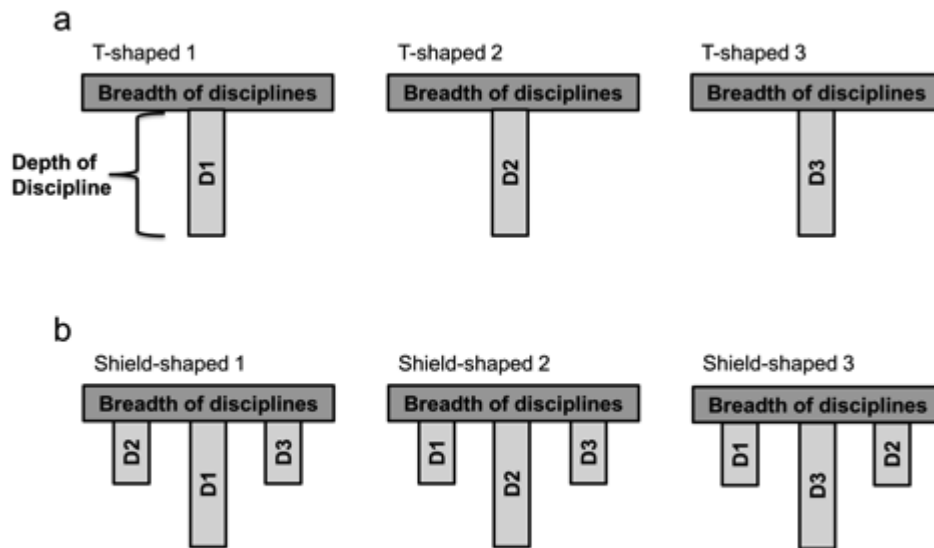 a
T-shaped 1
T-shaped 2
T-shaped 3
Breadth of disciplines
Breadth of disciplines
Breadth of disciplines
Depth of
Discipline
D1
D2
D3
b
Shield-shaped 1
Shield-shaped 2
Shield-shaped 3
Breadth of disciplines
Breadth of disciplines
Breadth of disciplines
D2
D1
D3
D1
D2
D3
D1
D3
D2